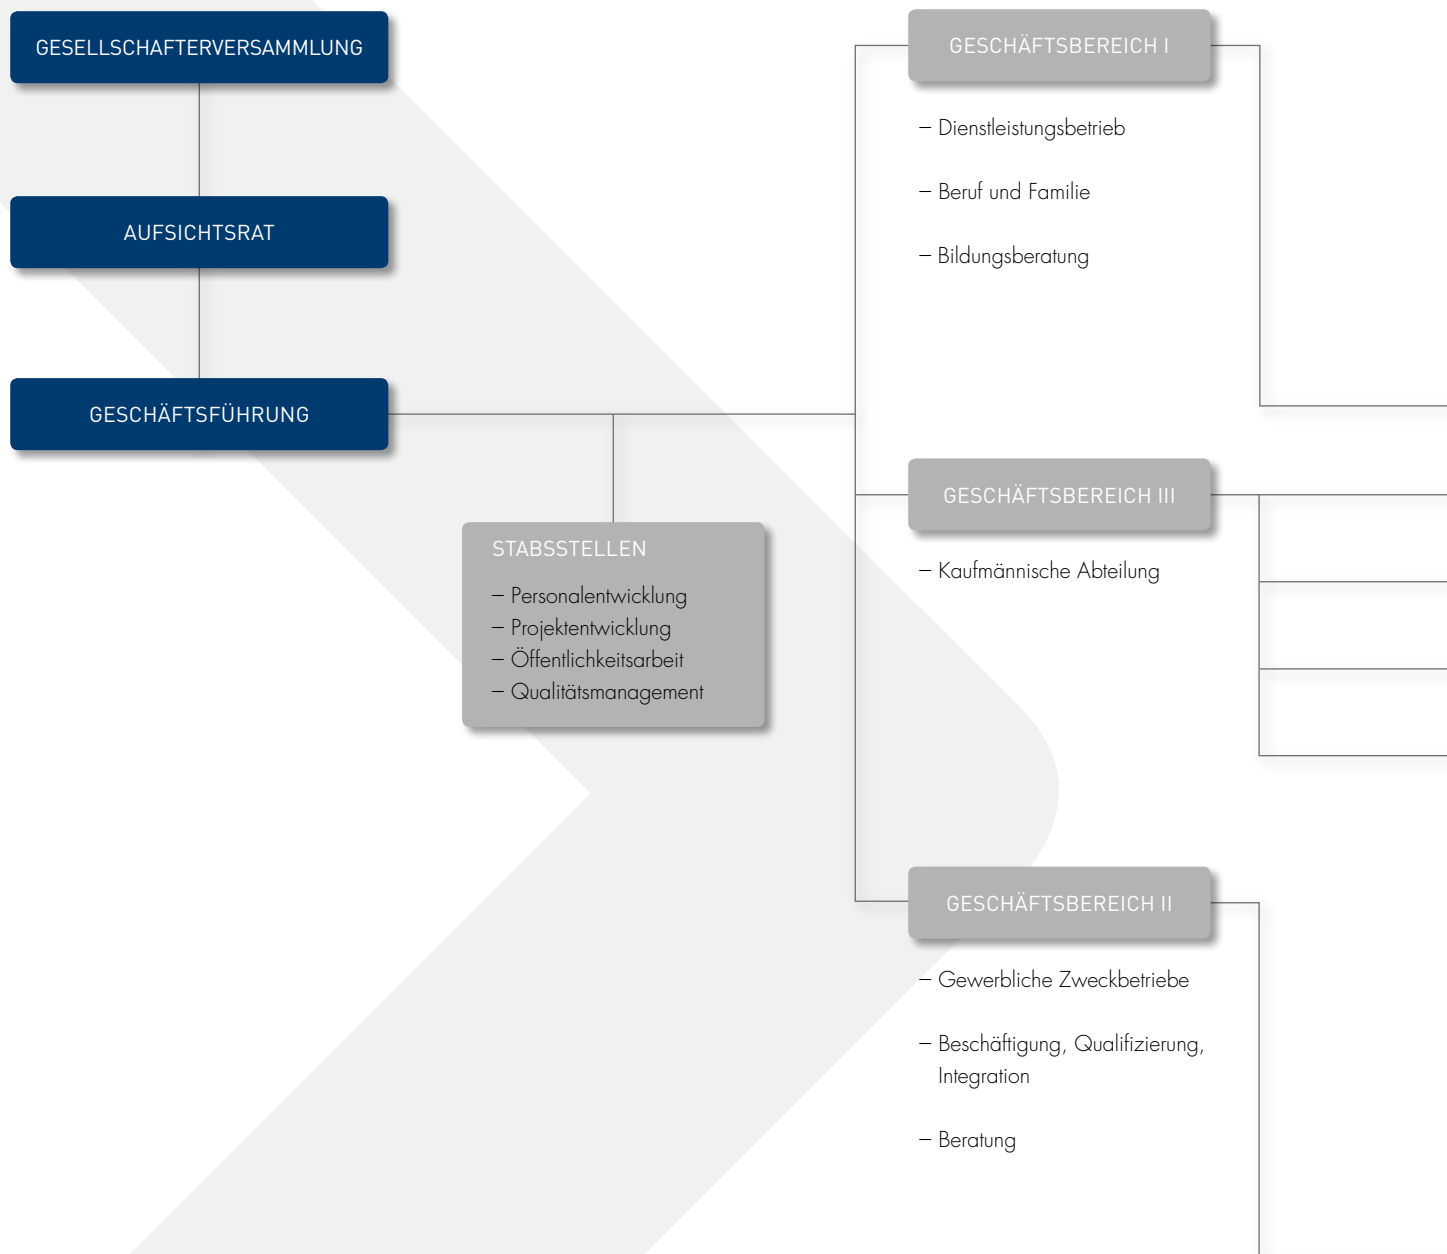 GESELLSCHAFTERVERSAMMLUNG
AUFSICHTSRAT
GESCHÄFTSFÜHRUNG
STABSSTELLEN
– Personalentwicklung
– Projektentwicklung
– Öffentlichkeitsarbeit
– Qualitätsmanagement
GESCHÄFTSBEREICH I
– Dienstleistungsbetrieb
– Beruf und Familie
– Bildungsberatung
GESCHÄFTSBEREICH III
– Kaufmännische Abteilung
GESCHÄFTSBEREICH II
– Gewerbliche Zweckbetriebe
– Beschäftigung, Qualifizierung,
Integration
– Beratung